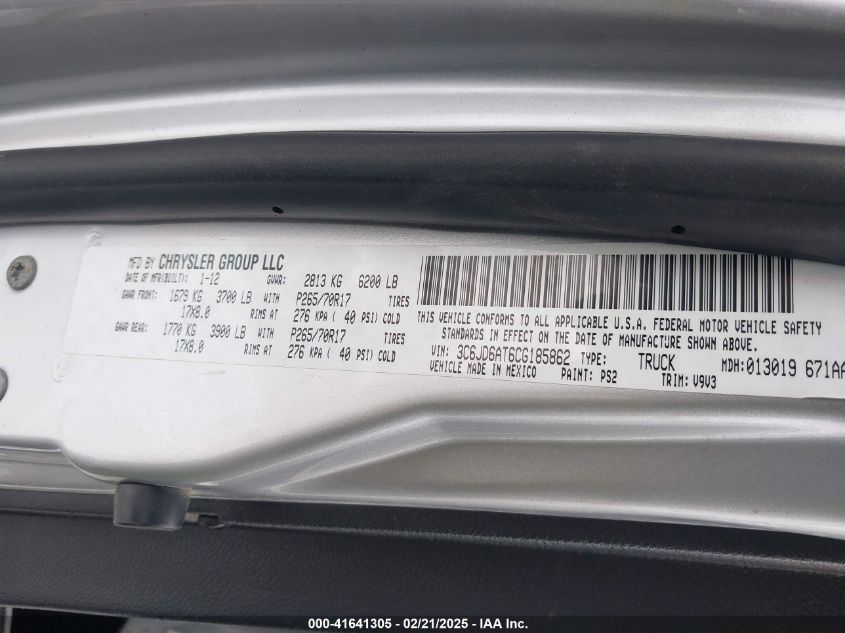 MFD BY CHRYSLER GROUP LLC
DATE OF MFR(BUILT): 1-12 GVWR: 2813 KG 6200 LB
GAWR FRONT: 1679 KG 3700 LB WITH P265/70R17 TIRES
17X8.0 RIMS AT 276 KPA ( 40 PSI) COLD
GAWR REAR: 1770 KG 3900 LB WITH P265/70R17 TIRES
17X8.0 RIMS AT 276 KPA ( 40 PSI) COLD
THIS VEHICLE CONFORMS TO ALL APPLICABLE U.S.A. FEDERAL MOTOR VEHICLE SAFETY
STANDARDS IN EFFECT ON THE DATE OF MANUFACTURE SHOWN ABOVE.
VIN: 3C6JD6AT6CG185862 TYPE: TRUCK MDH:013019 671AA
VEHICLE MADE IN MEXICO PAINT: PS2 TRIM: V9V3
000-41641305 - 02/21/2025 - IAA Inc.